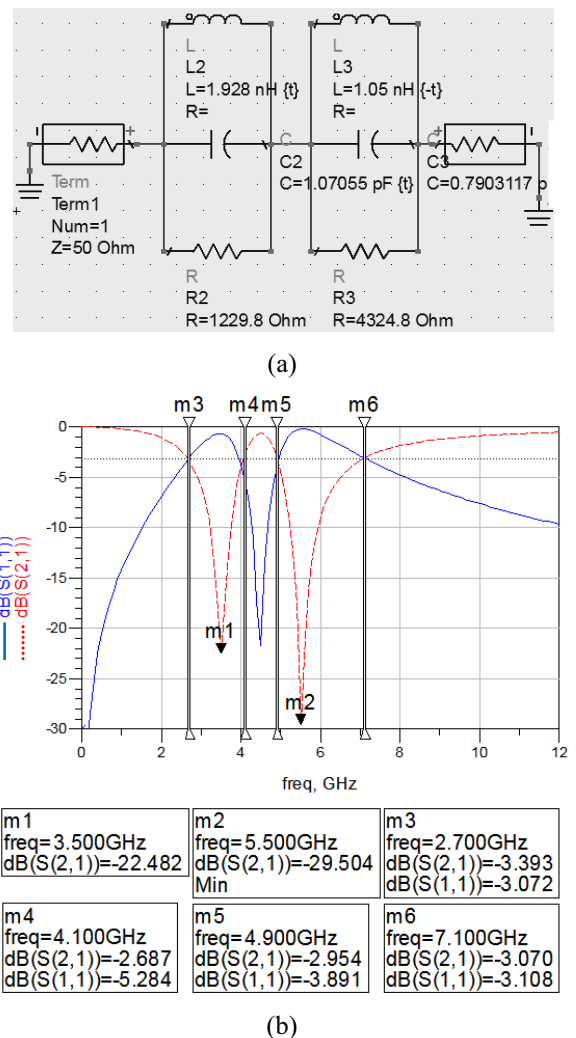 L
L2
L=1.928 nH {t}
R=
L
L3
L=1.05 nH {-t}
R=
Term
Term1
Num=1
Z=50 Ohm
C
C2
C=1.07055 pF {t}
C
C3
C=0.7903117 p
R
R2
R=1229.8 Ohm
R
R3
R=4324.8 Ohm
(a)
m3 m4 m5 m6
dB(S(1,1))
dB(S(2,1))
0
-5
-10
-15
-20
-25
-30
m1
m2
0 2 4 6 8 10 12
freq, GHz
m1
freq=3.500GHz
dB(S(2,1))=-22.482
m2
freq=5.500GHz
dB(S(2,1))=-29.504
Min
m3
freq=2.700GHz
dB(S(2,1))=-3.393
dB(S(1,1))=-3.072
m4
freq=4.100GHz
dB(S(2,1))=-2.687
dB(S(1,1))=-5.284
m5
freq=4.900GHz
dB(S(2,1))=-2.954
dB(S(1,1))=-3.891
m6
freq=7.100GHz
dB(S(2,1))=-3.070
dB(S(1,1))=-3.108
(b)